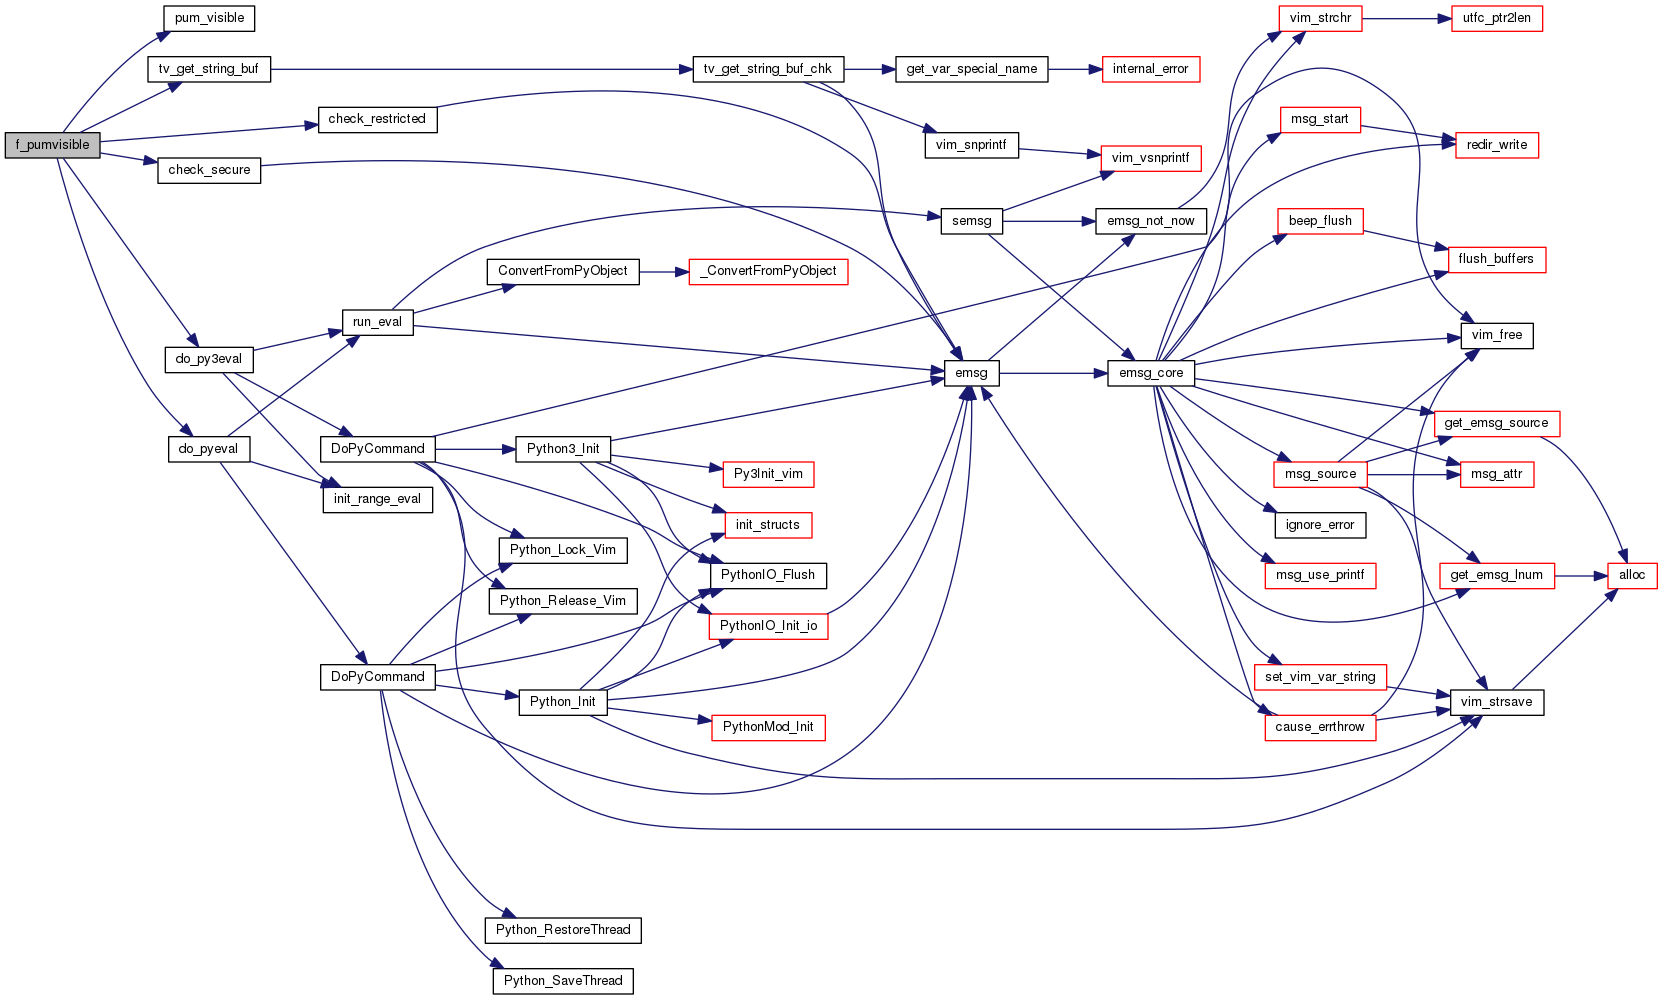 f_pumvisible
pum_visible
tv_get_string_buf
check_restricted
check_secure
do_py3eval
do_pyeval
run_eval
DoPyCommand
init_range_eval
DoPyCommand
ConvertFromPyObject
Python3_Init
Python_Lock_Vim
Python_Release_Vim
Python_Init
Python_RestoreThread
Python_SaveThread
tv_get_string_buf_chk
_ConvertFromPyObject
Py3Init_vim
init_structs
PythonIO_Flush
PythonIO_Init_io
PythonMod_Init
get_var_special_name
vim_snprintf
semsg
emsg
internal_error
vim_vsnprintf
emsg_not_now
emsg_core
vim_strchr
msg_start
beep_flush
msg_source
ignore_error
msg_use_printf
set_vim_var_string
cause_errthrow
utfc_ptr2len
redir_write
flush_buffers
vim_free
get_emsg_source
msg_attr
get_emsg_lnum
vim_strsave
alloc